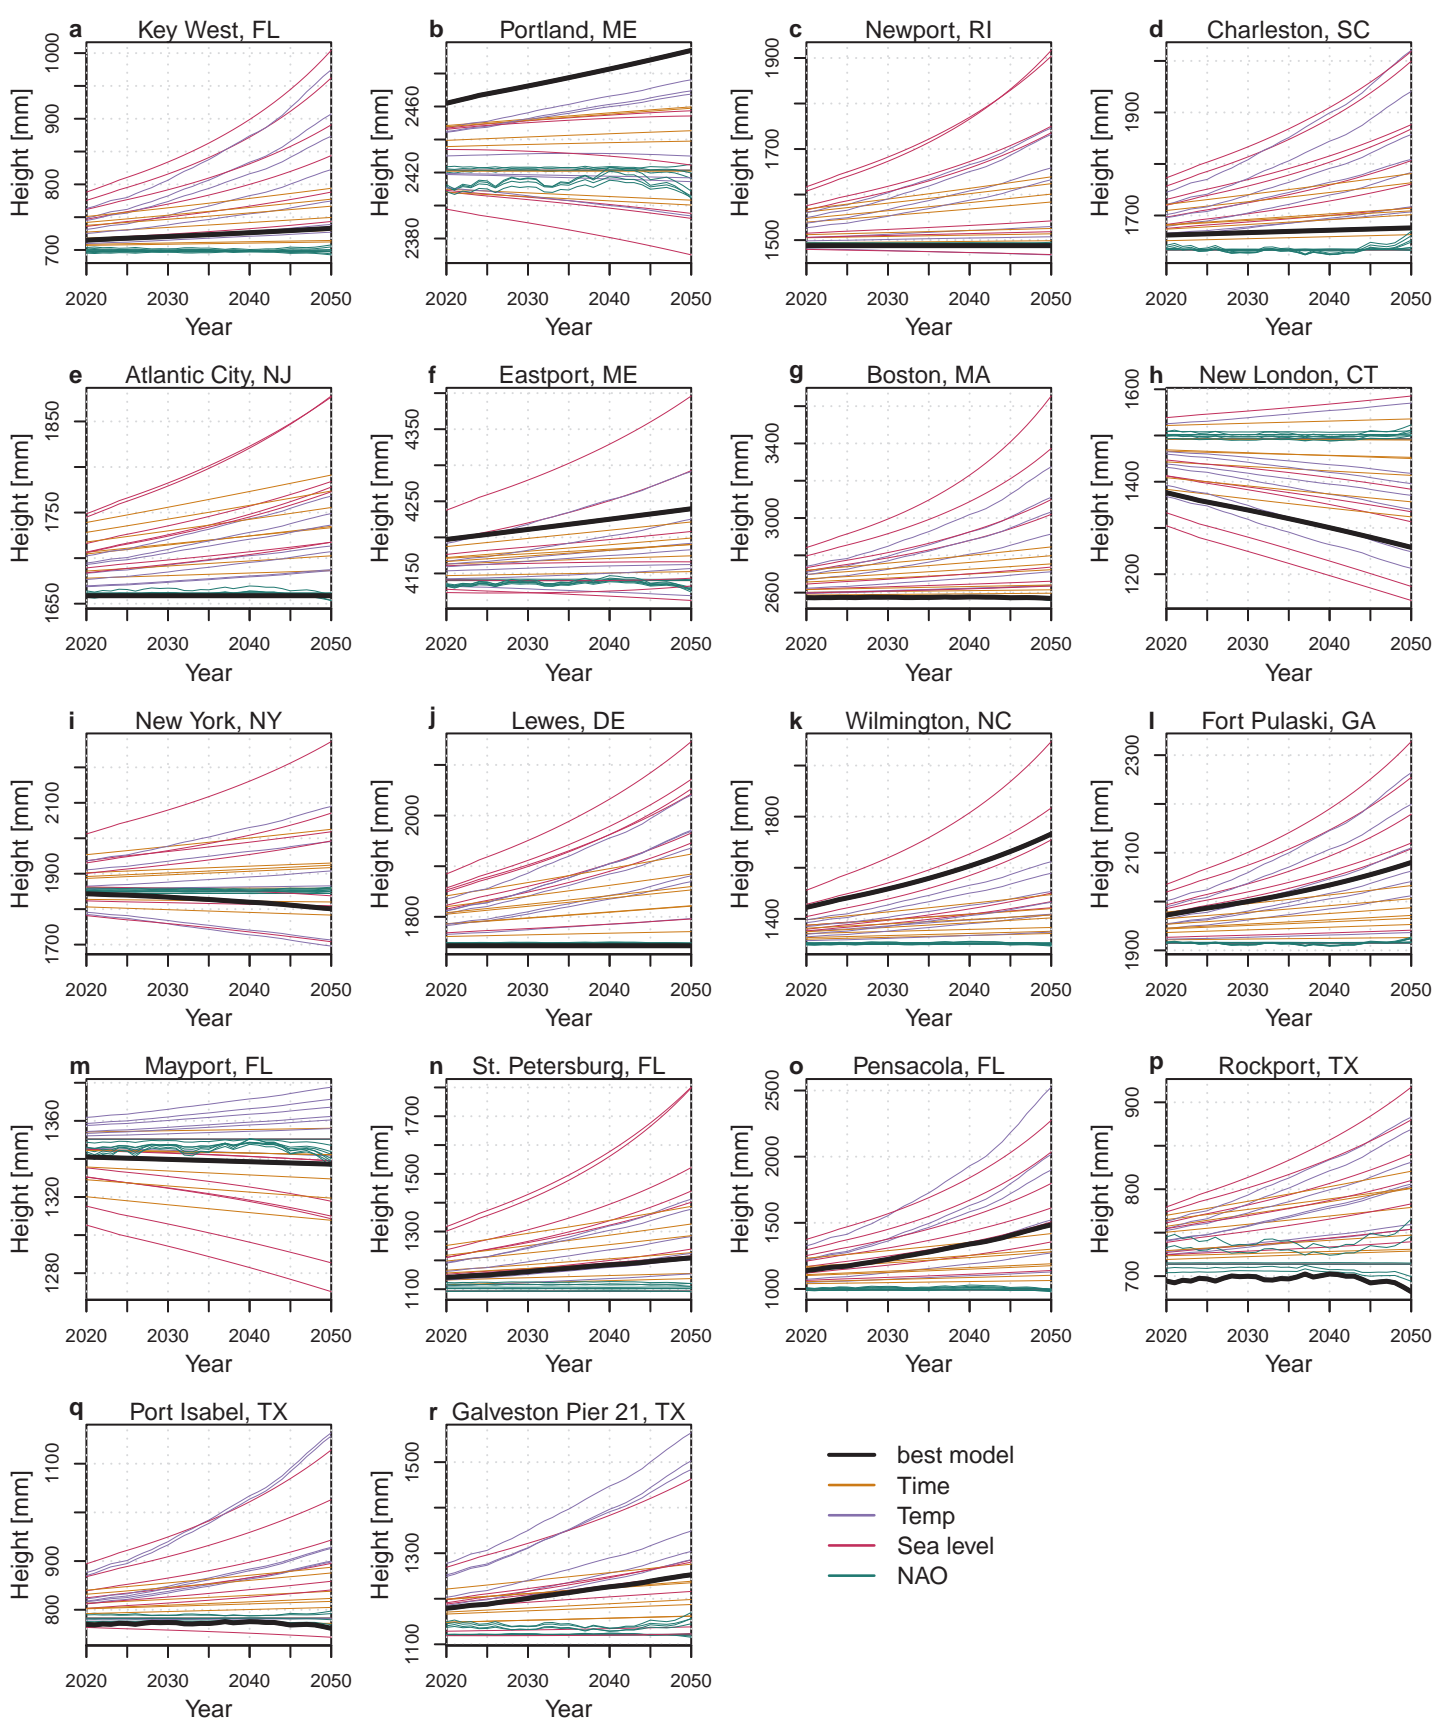 a Key West, FL
Height [mm]
700 800 900 1000
2020 2030 2040 2050
Year
b Portland, ME
Height [mm]
2380 2420 2460
2020 2030 2040 2050
Year
c Newport, RI
Height [mm]
1500 1700 1900
2020 2030 2040 2050
Year
d Charleston, SC
Height [mm]
1700 1900
2020 2030 2040 2050
Year
e Atlantic City, NJ
Height [mm]
1650 1750 1850
2020 2030 2040 2050
Year
f Eastport, ME
Height [mm]
4150 4250 4350
2020 2030 2040 2050
Year
g Boston, MA
Height [mm]
2600 3000 3400
2020 2030 2040 2050
Year
h New London, CT
Height [mm]
1200 1400 1600
2020 2030 2040 2050
Year
i New York, NY
Height [mm]
1700 1900 2100
2020 2030 2040 2050
Year
j Lewes, DE
Height [mm]
1800 2000
2020 2030 2040 2050
Year
k Wilmington, NC
Height [mm]
1400 1800
2020 2030 2040 2050
Year
l Fort Pulaski, GA
Height [mm]
1900 2100 2300
2020 2030 2040 2050
Year
m Mayport, FL
Height [mm]
1280 1320 1360
2020 2030 2040 2050
Year
n St. Petersburg, FL
Height [mm]
1100 1300 1500 1700
2020 2030 2040 2050
Year
o Pensacola, FL
Height [mm]
1000 1500 2000 2500
2020 2030 2040 2050
Year
p Rockport, TX
Height [mm]
700 800 900
2020 2030 2040 2050
Year
q Port Isabel, TX
Height [mm]
800 900 1100
2020 2030 2040 2050
Year
r Galveston Pier 21, TX
Height [mm]
1100 1300 1500
2020 2030 2040 2050
Year
best model
Time
Temp
Sea level
NAO